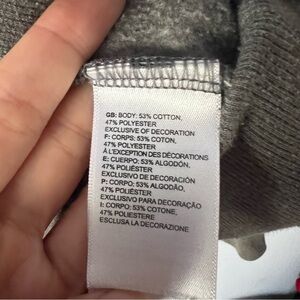 GB: BODY: 53% COTTON,
47% POLYESTER
EXCLUSIVE OF DECORATION
F: CORPS: 53% COTON,
47% POLYESTER
À L'EXCEPTION DES DÉCORATIONS
E: CUERPO: 53% ALGODÓN,
47% POLIÉSTER
EXCLUSIVO DE DECORACIÓN
P: CORPO: 53% ALGODÃO,
47% POLIÉSTER
EXCLUSIVO PARA DECORAÇÃO
I: CORPO: 53% COTONE,
47% POLIESTERE
ESCLUSA LA DECORAZIONE